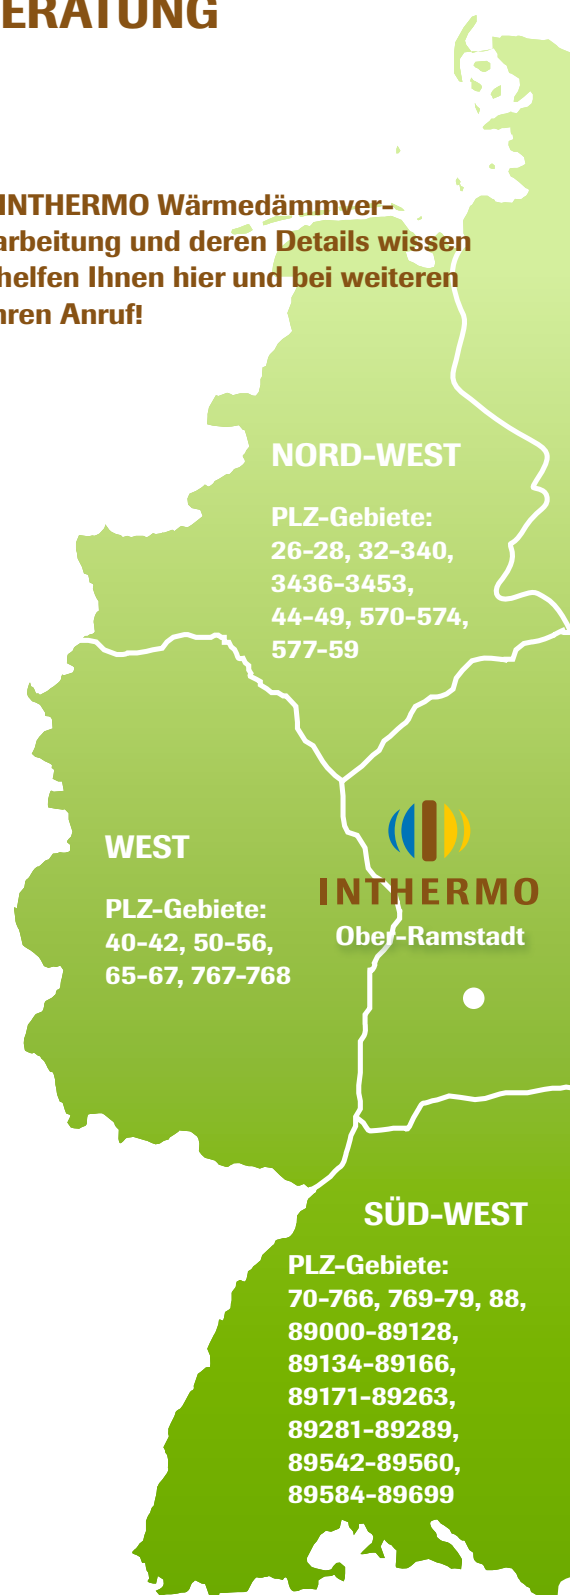 ERATUNG
INTHERMO Wärmedämmver-
arbeitung und deren Details wissen
helfen Ihnen hier und bei weiteren
hren Anruf!
NORD-WEST
PLZ-Gebiete:
26-28, 32-340,
3436-3453,
44-49, 570-574,
577-59
WEST
PLZ-Gebiete:
40-42, 50-56,
65-67, 767-768
INTHERMO
Ober-Ramstadt
SÜD-WEST
PLZ-Gebiete:
70-766, 769-79, 88,
89000-89128,
89134-89166,
89171-89263,
89281-89289,
89542-89560,
89584-89699